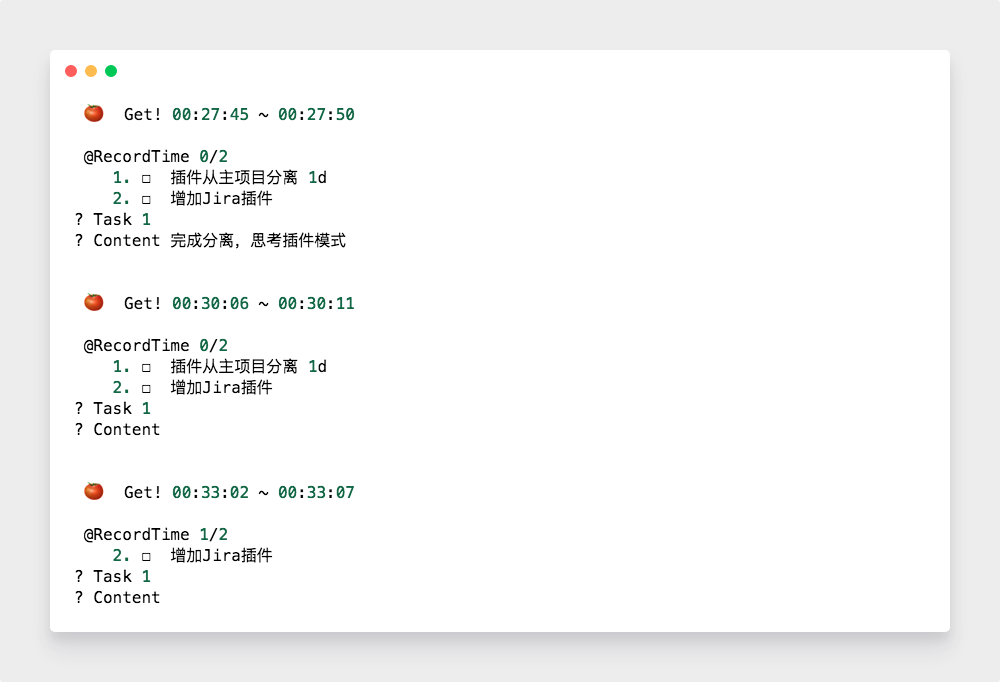 🍅 Get! 00:27:45 ~ 00:27:50
@RecordTime 0/2
1. □ 插件从主项目分离 1d
2. □ 增加Jira插件
? Task 1
? Content 完成分离，思考插件模式
🍅 Get! 00:30:06 ~ 00:30:11
@RecordTime 0/2
1. □ 插件从主项目分离 1d
2. □ 增加Jira插件
? Task 1
? Content
🍅 Get! 00:33:02 ~ 00:33:07
@RecordTime 1/2
2. □ 增加Jira插件
? Task 1
? Content